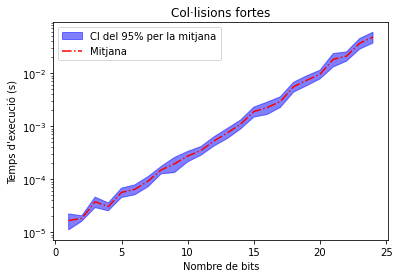 Col·lisions fortes
CI del 95% per la mitjana
Mitjana
Temps d'execució (s)
10⁻²
10⁻³
10⁻⁴
10⁻⁵
0 5 10 15 20 25
Nombre de bits